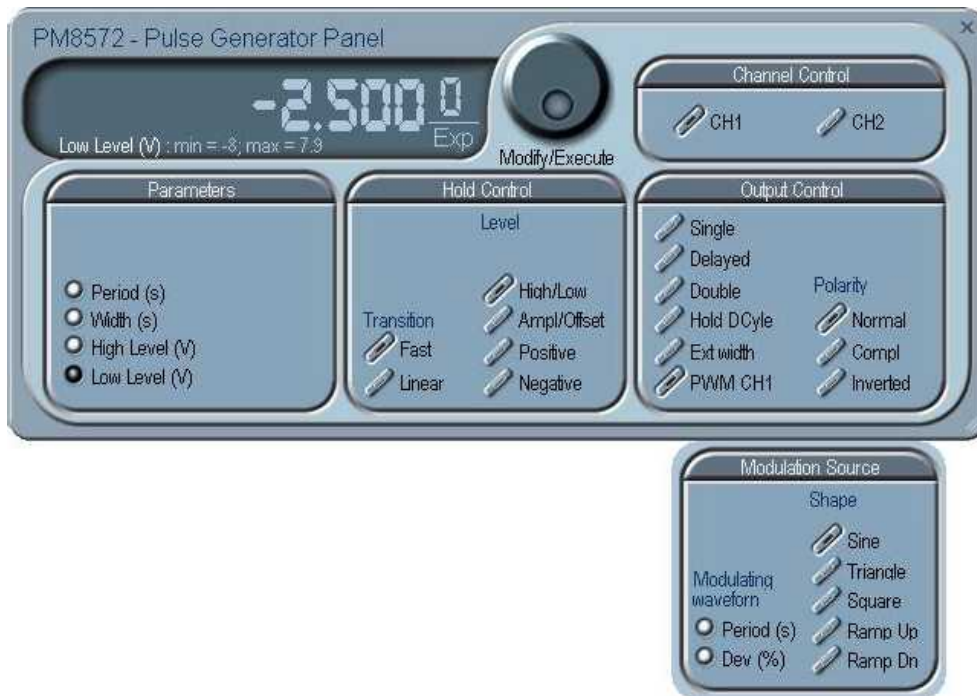 PM8572 - Pulse Generator Panel
-2.500 0
Exp
Low Level (V) : min = -8; max = 7.9
Modify/Execute
Channel Control
CH1
CH2
Parameters
Period (s)
Width (s)
High Level (V)
Low Level (V)
Hold Control
Level
High/Low
Ampl/Offset
Positive
Negative
Transition
Fast
Linear
Output Control
Single
Delayed
Double
Hold DCyle
Ext width
PWM CH1
Polarity
Normal
Compl
Inverted
Modulation Source
Shape
Sine
Triangle
Square
Ramp Up
Ramp Dn
Modulating
waveforn
Period (s)
Dev (%)